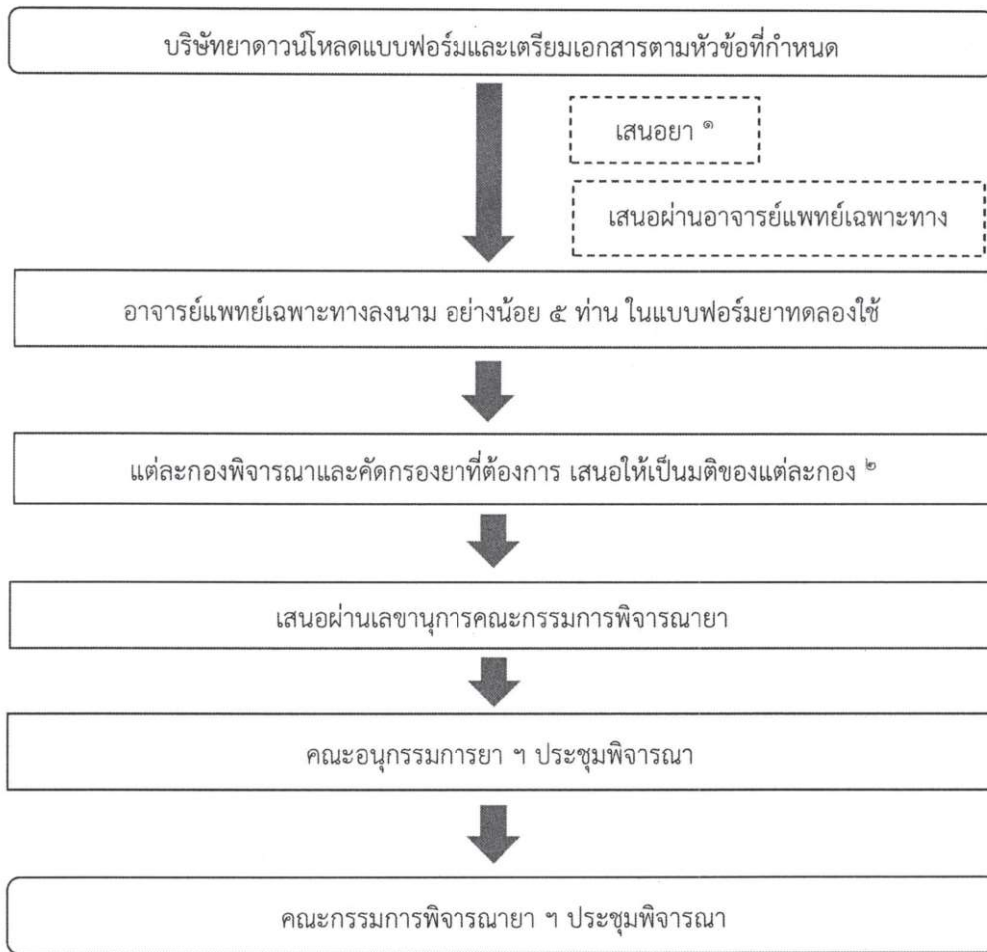 บริษัทยาดาวน์โหลดแบบฟอร์มและเตรียมเอกสารตามหัวข้อที่กำหนด
เสนอยา ๑
เสนอผ่านอาจารย์แพทย์เฉพาะทาง
อาจารย์แพทย์เฉพาะทางลงนาม อย่างน้อย ๕ ท่าน ในแบบฟอร์มยาทดลองใช้
แต่ละกองพิจารณาและคัดกรองยาที่ต้องการ เสนอให้เป็นมติของแต่ละกอง ๒
เสนอผ่านเลขานุการคณะกรรมการพิจารณายา
คณะอนุกรรมการยา ฯ ประชุมพิจารณา
คณะกรรมการพิจารณายา ฯ ประชุมพิจารณา